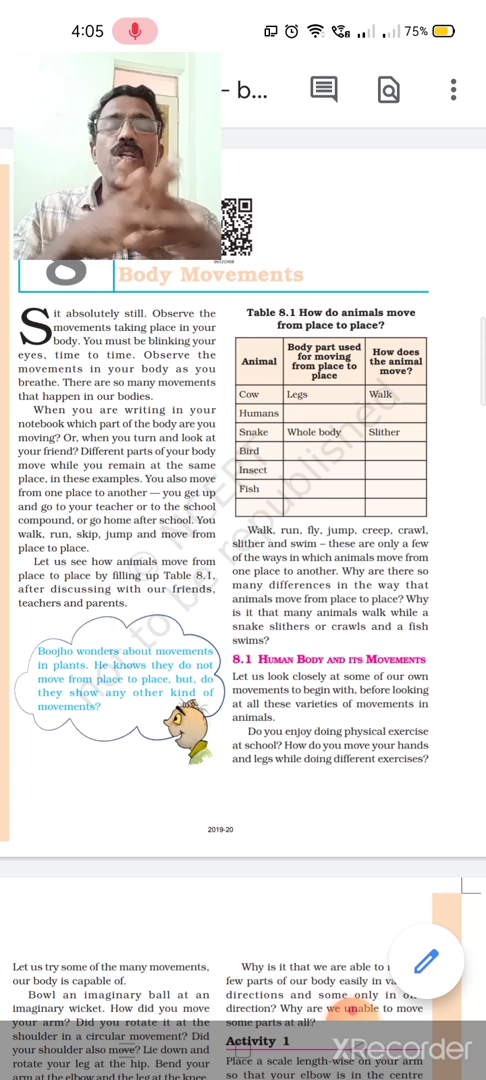 4:05
75%
- b...
8
Body Movements
Sit absolutely still. Observe the
movements taking place in your
body. You must be blinking your
eyes, time to time. Observe the
movements in your body as you
breathe. There are so many movements
that happen in our bodies.
When you are writing in your
notebook which part of the body are you
moving? Or, when you turn and look at
your friend? Different parts of your body
move while you remain at the same
place, in these examples. You also move
from one place to another — you get up
and go to your teacher or to the school
compound, or go home after school. You
walk, run, skip, jump and move from
place to place.
Let us see how animals move from
place to place by filling up Table 8.1,
after discussing with our friends,
teachers and parents.
Boojho wonders about movements
in plants. He knows they do not
move from place to place, but, do
they show any other kind of
movements?
Table 8.1 How do animals move
from place to place?
Animal | Body part used for moving from place to place | How does the animal move?
Cow Legs Walk
Humans
Snake Whole body Slither
Bird
Insect
Fish
Walk, run, fly, jump, creep, crawl,
slither and swim – these are only a few
of the ways in which animals move from
one place to another. Why are there so
many differences in the way that
animals move from place to place? Why
is it that many animals walk while a
snake slithers or crawls and a fish
swims?
8.1 HUMAN BODY AND ITS MOVEMENTS
Let us look closely at some of our own
movements to begin with, before looking
at all these varieties of movements in
animals.
Do you enjoy doing physical exercise
at school? How do you move your hands
and legs while doing different exercises?
© NCERT
not to be republished
2019-20
Let us try some of the many movements,
our body is capable of.
Bowl an imaginary ball at an
imaginary wicket. How did you move
your arm? Did you rotate it at the
shoulder in a circular movement? Did
your shoulder also move? Lie down and
rotate your leg at the hip. Bend your
arm at the elbow and the leg at the knee.
Why is it that we are able to
few parts of our body easily in
directions and some only in
direction? Why are we unable to move
some parts at all?
Activity 1
Place a scale length-wise on your arm
so that your elbow is in the centre
XRecorder